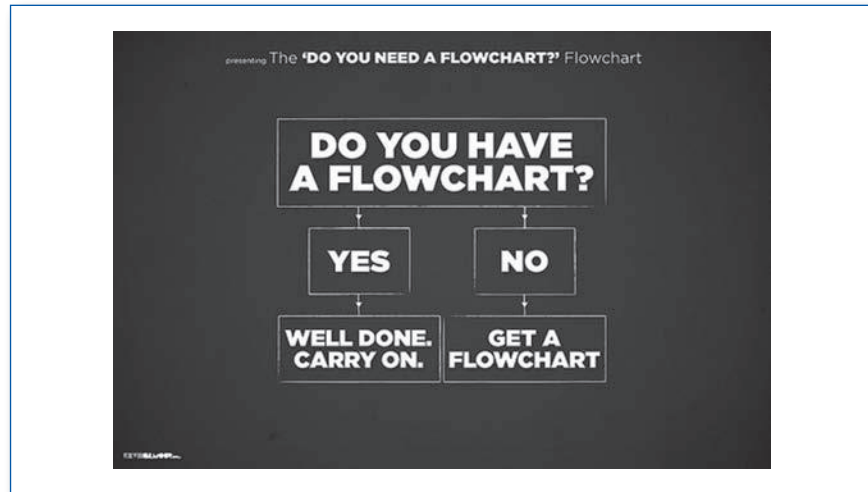 presenting The ‘DO YOU NEED A FLOWCHART?’ Flowchart
DO YOU HAVE
A FLOWCHART?
YES
NO
WELL DONE.
CARRY ON.
GET A
FLOWCHART